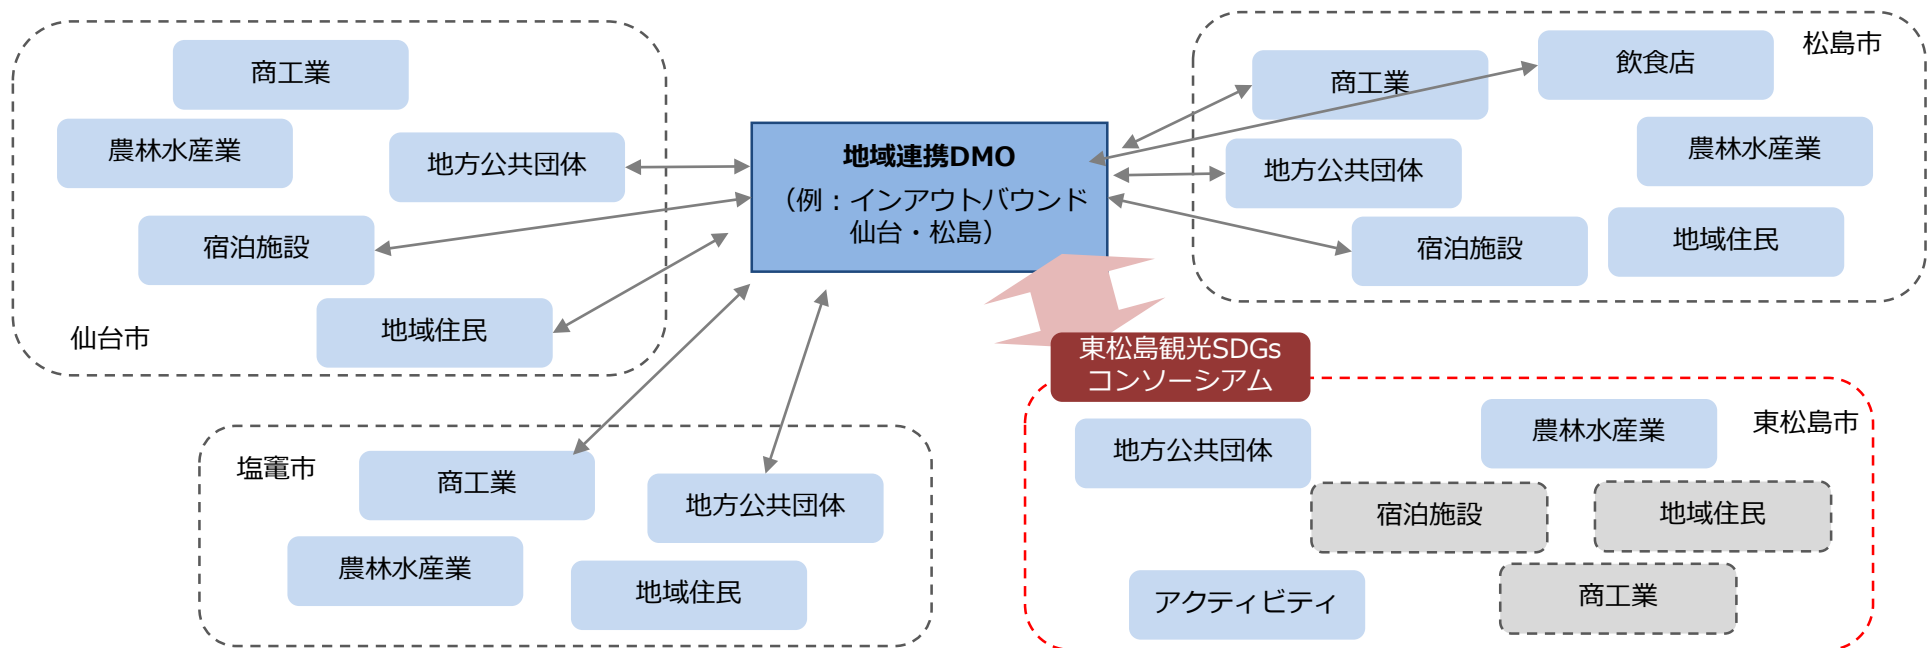 商工業
農林水産業
地方公共団体
宿泊施設
地域住民
仙台市
地域連携DMO
（例：インアウトバウンド
仙台・松島）
松島市
商工業
飲食店
地方公共団体
農林水産業
宿泊施設
地域住民
塩竈市
商工業
地方公共団体
農林水産業
地域住民
東松島観光SDGs
コンソーシアム
東松島市
地方公共団体
農林水産業
宿泊施設
地域住民
アクティビティ
商工業